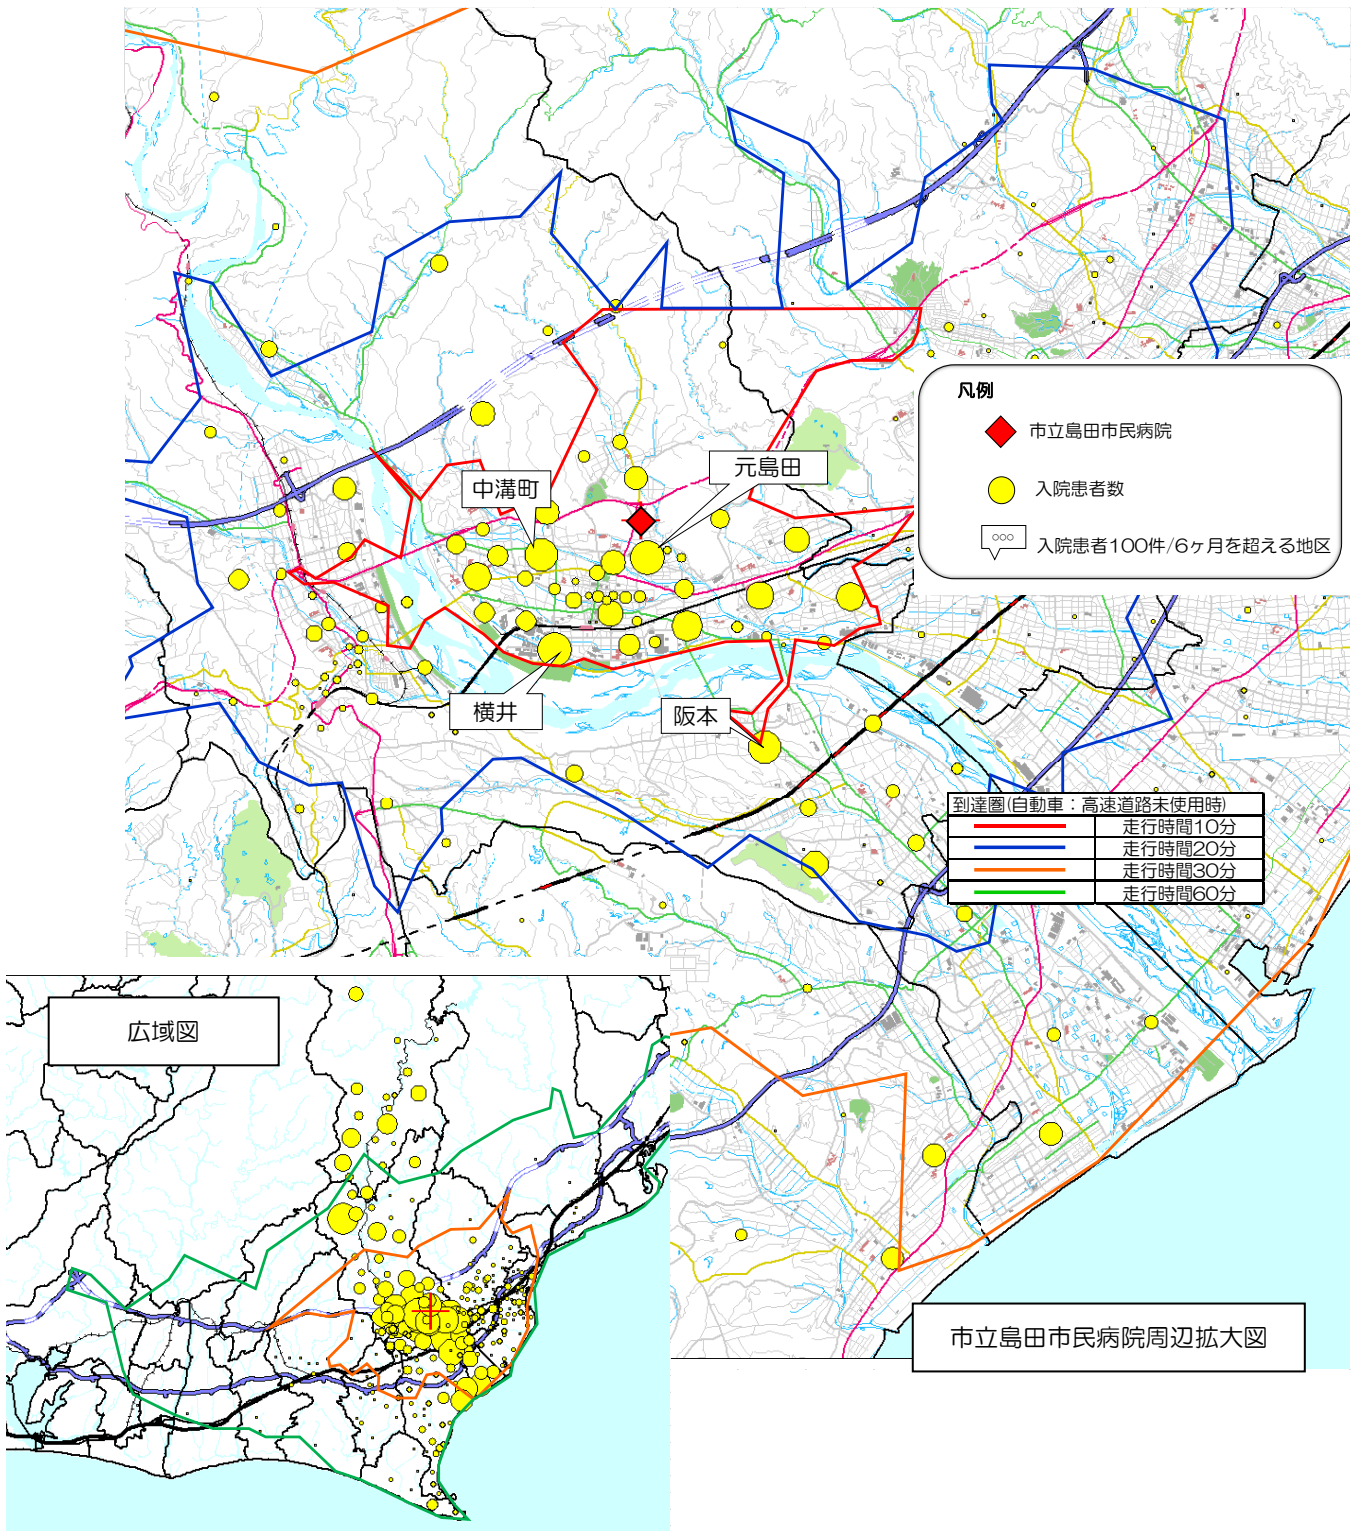 凡例
市立島田市民病院
入院患者数
○○○
入院患者100件/6ヶ月を超える地区
元島田
中溝町
横井
阪本
到達圏(自動車：高速道路未使用時)
走行時間10分
走行時間20分
走行時間30分
走行時間60分
広域図
市立島田市民病院周辺拡大図